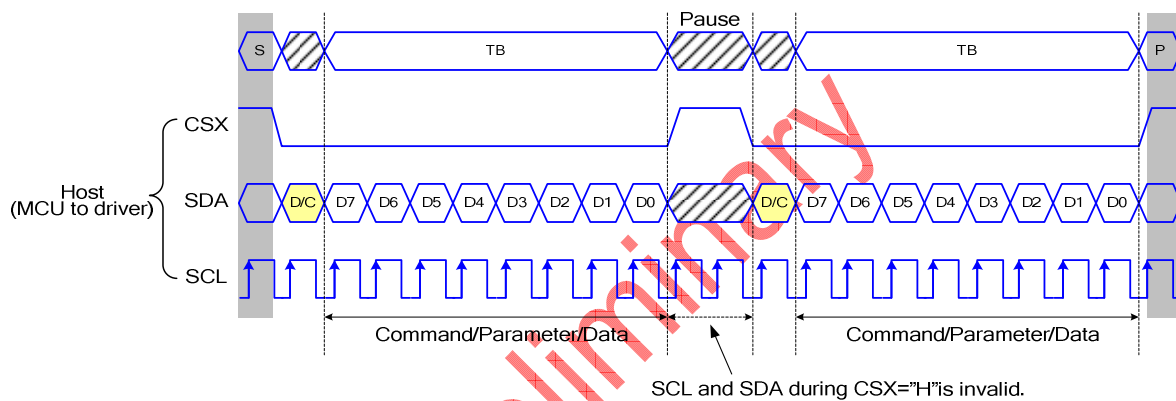 Pause
S TB TB P
CSX
SDA D/C D7 D6 D5 D4 D3 D2 D1 D0 D/C D7 D6 D5 D4 D3 D2 D1 D0
Host
(MCU to driver)
SCL
Command/Parameter/Data Command/Parameter/Data
SCL and SDA during CSX="H"is invalid.
eliminary